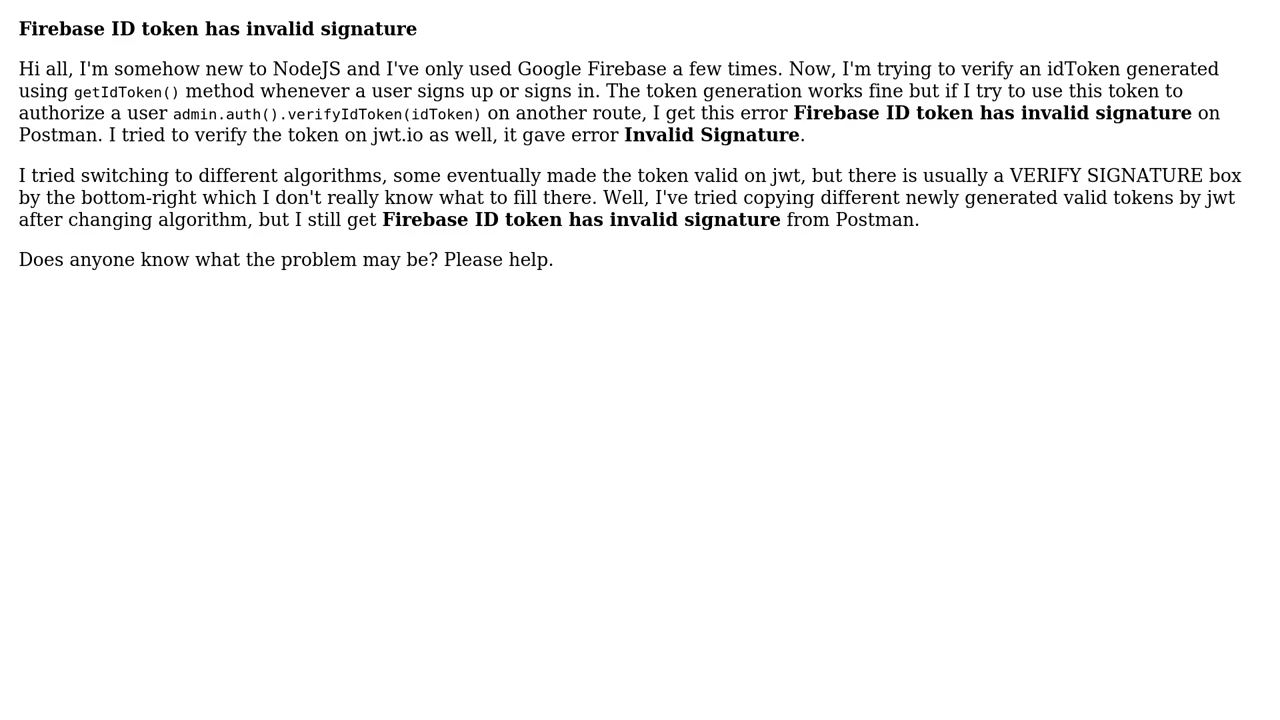 Firebase ID token has invalid signature
Hi all, I'm somehow new to NodeJS and I've only used Google Firebase a few times. Now, I'm trying to verify an idToken generated
using getIdToken() method whenever a user signs up or signs in. The token generation works fine but if I try to use this token to
authorize a user admin.auth().verifyIdToken(idToken) on another route, I get this error Firebase ID token has invalid signature on
Postman. I tried to verify the token on jwt.io as well, it gave error Invalid Signature.
I tried switching to different algorithms, some eventually made the token valid on jwt, but there is usually a VERIFY SIGNATURE box
by the bottom-right which I don't really know what to fill there. Well, I've tried copying different newly generated valid tokens by jwt
after changing algorithm, but I still get Firebase ID token has invalid signature from Postman.
Does anyone know what the problem may be? Please help.